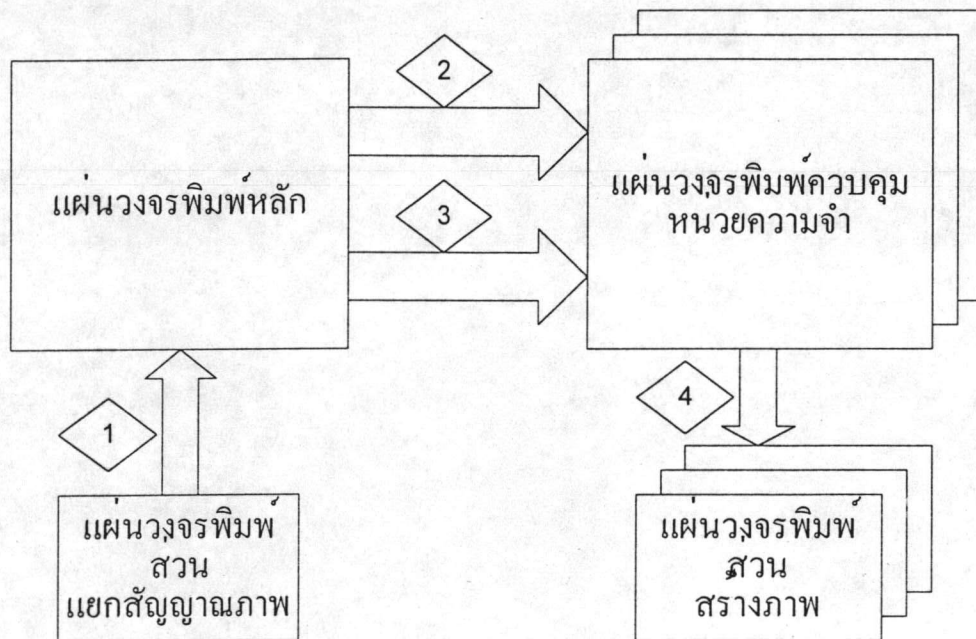 2
แผ่นวงจรพิมพ์หลัก
3
แผ่นวงจรพิมพ์ควบคุม
หนวยความจำ
1
4
แผ่นวงจรพิมพ์
สวน
แยกสัญญาณภาพ
แผ่นวงจรพิมพ์
ส่วน
สรางภาพ